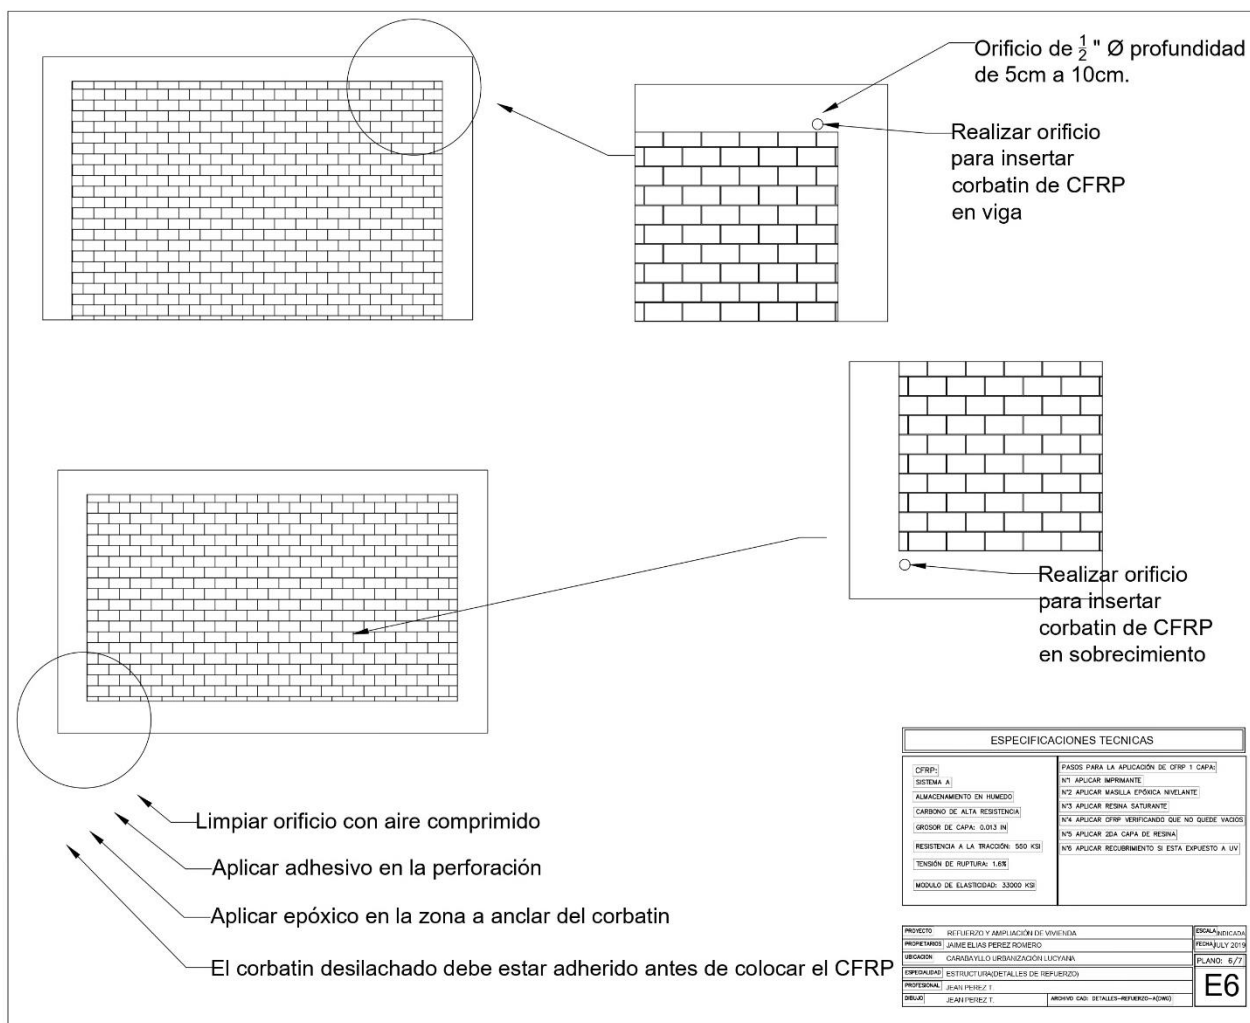 Orificio de 1/2 " Ø profundidad
de 5cm a 10cm.
Realizar orificio
para insertar
corbatin de CFRP
en viga
Realizar orificio
para insertar
corbatin de CFRP
en sobrecimiento
Limpiar orificio con aire comprimido
Aplicar adhesivo en la perforación
Aplicar epóxico en la zona a anclar del corbatin
El corbatin desilachado debe estar adherido antes de colocar el CFRP
ESPECIFICACIONES TECNICAS
CFRP:
SISTEMA A
ALMACENAMIENTO EN HUMEDO
CARBONO DE ALTA RESISTENCIA
GROSOR DE CAPA: 0.013 IN
RESISTENCIA A LA TRACCIÓN: 550 KSI
TENSIÓN DE RUPTURA: 1.6%
MODULO DE ELASTICIDAD: 33000 KSI
PASOS PARA LA APLICACIÓN DE CFRP 1 CAPA:
N°1 APLICAR IMPRIMANTE
N°2 APLICAR MASILLA EPÓXICA NIVELANTE
N°3 APLICAR RESINA SATURANTE
N°4 APLICAR CFRP VERIFICANDO QUE NO QUEDE VACIOS
N°5 APLICAR 2DA CAPA DE RESINA
N°6 APLICAR RECUBRIMIENTO SI ESTA EXPUESTO A UV
PROYECTO REFUERZO Y AMPLIACIÓN DE VIVIENDA
PROPIETARIOS JAIME ELIAS PEREZ ROMERO
UBICACION CARABAYLLO URBANIZACIÓN LUCYANA
ESPECIALIDAD ESTRUCTURA(DETALLES DE REFUERZO)
PROFESIONAL JEAN PEREZ T.
DIBUJO JEAN PEREZ T. ARCHIVO CAD: DETALLES-REFUERZO-A(DWG)
ESCALA INDICADA
FECHA JULY 2019
PLANO: 6/7
E6